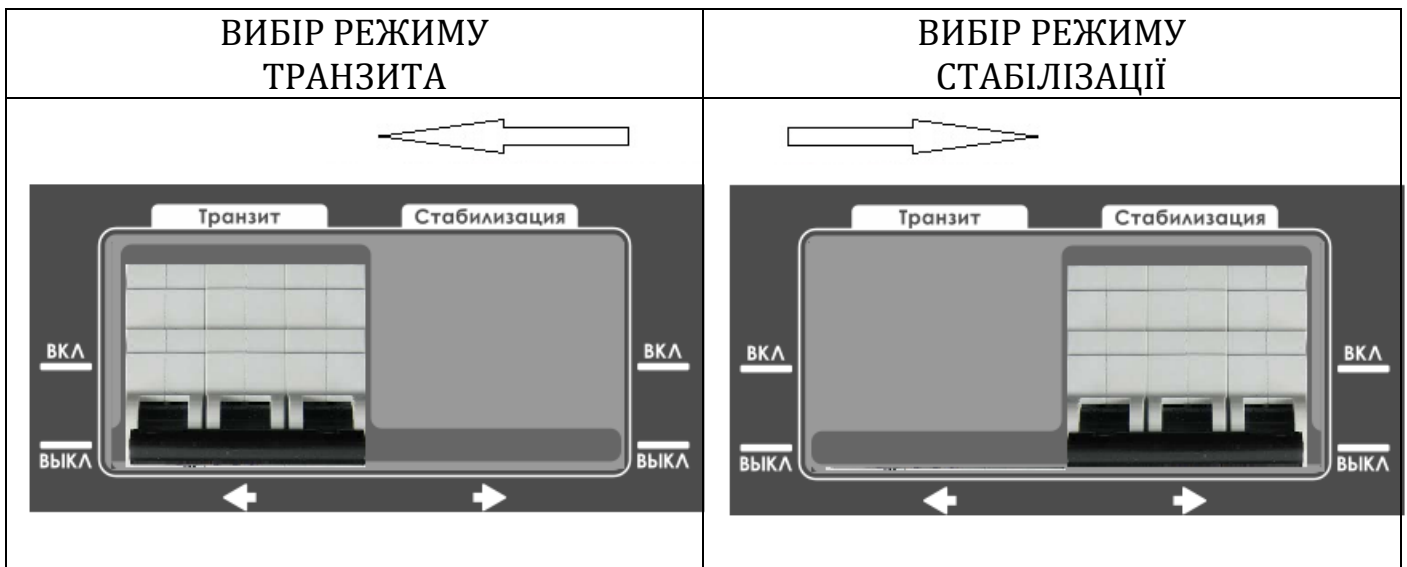 ВИБІР РЕЖИМУ
ТРАНЗИТА
ВИБІР РЕЖИМУ
СТАБІЛІЗАЦІЇ
Транзит
Стабилизация
ВКЛ
ВКЛ
ВЫКЛ
ВЫКЛ
Транзит
Стабилизация
ВКЛ
ВКЛ
ВЫКЛ
ВЫКЛ